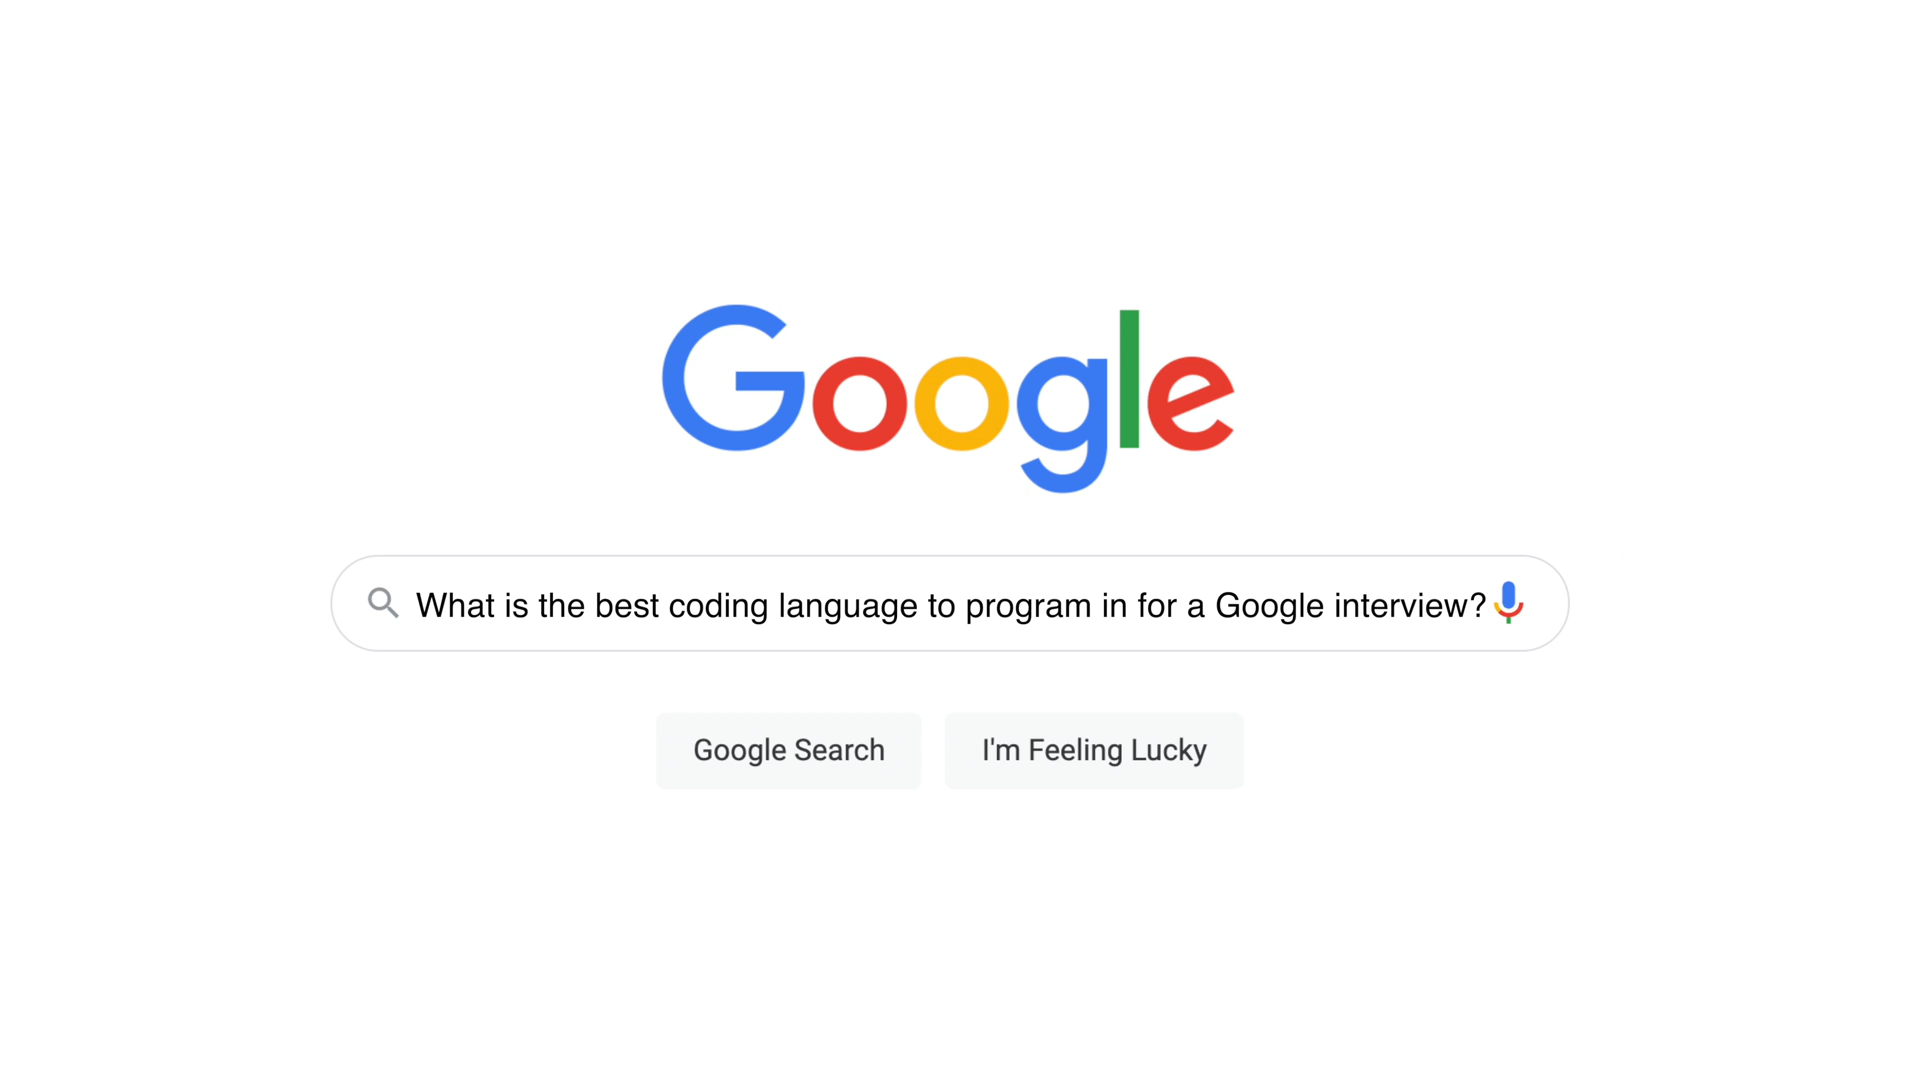 Google
What is the best coding language to program in for a Google interview?
Google Search
I'm Feeling Lucky